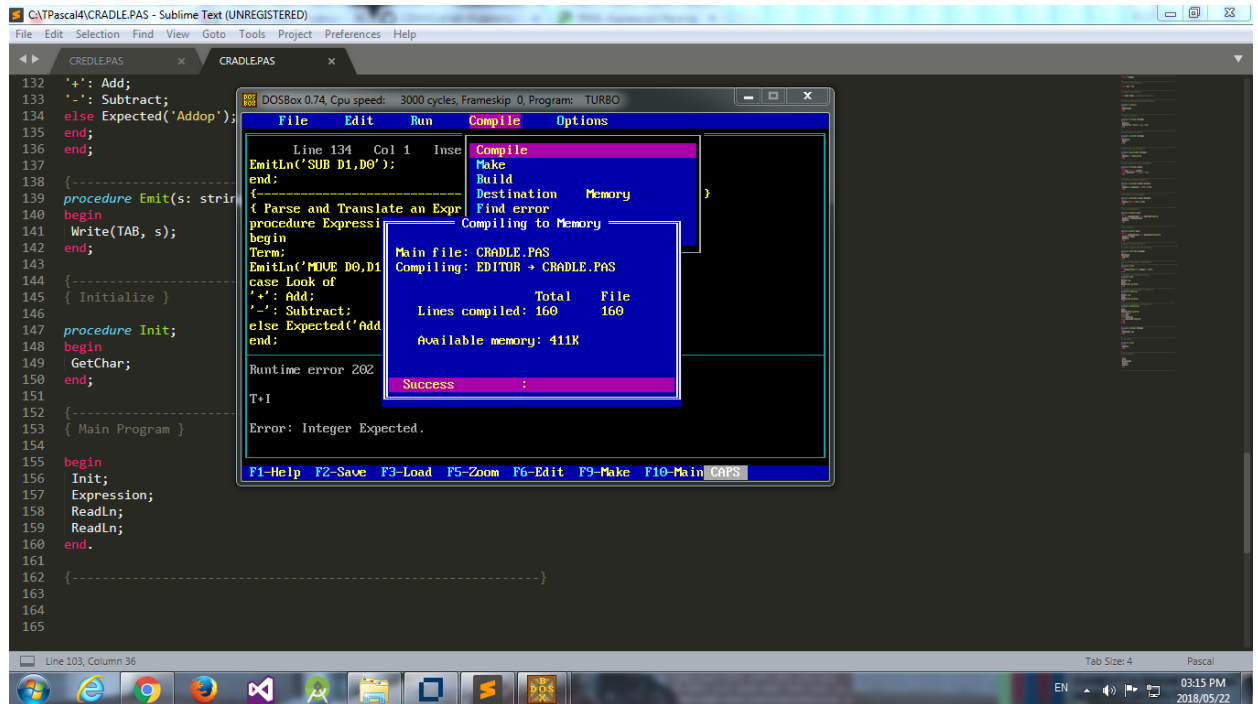 C:\TPascal4\CRADLE.PAS - Sublime Text (UNREGISTERED)
File Edit Selection Find View Goto Tools Project Preferences Help
CREDLE.PAS × CRADLE.PAS ×
132 '+': Add;
133 '-': Subtract;
134 else Expected('Addop');
135 end;
136 end;
137
138 {--------------------
139 procedure Emit(s: strin
140 begin
141 Write(TAB, s);
142 end;
143
144 {--------------------
145 { Initialize }
146
147 procedure Init;
148 begin
149 GetChar;
150 end;
151
152 {--------------------
153 { Main Program }
154
155 begin
156 Init;
157 Expression;
158 ReadLn;
159 ReadLn;
160 end.
161
162 {--------------------------------------------------------------}
163
164
165
DOSBox 0.74, Cpu speed: 3000 cycles, Frameskip 0, Program: TURBO
File Edit Run Compile Options
Line 134 Col 1 Inse
EmitLn('SUB D1,D0');
end;
{---------------------------- }
{ Parse and Translate an Expr
procedure Expressi
begin
Term;
EmitLn('MOVE D0,D1
case Look of
'+': Add;
'-': Subtract;
else Expected('Add
end;
Compile
Make
Build
Destination Memory
Find error
Compiling to Memory
Main file: CRADLE.PAS
Compiling: EDITOR → CRADLE.PAS
Total File
Lines compiled: 160 160
Available memory: 411K
Success :
Runtime error 202
T+I
Error: Integer Expected.
F1-Help F2-Save F3-Load F5-Zoom F6-Edit F9-Make F10-Main CAPS
Line 103, Column 36
Tab Size: 4 Pascal
DOS BOX
EN
03:15 PM
2018/05/22